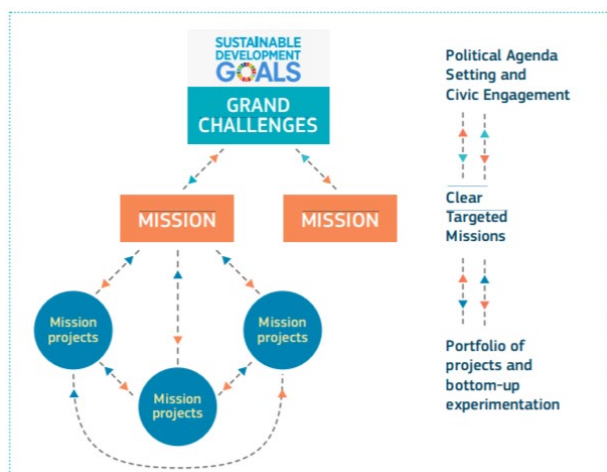 SUSTAINABLE
DEVELOPMENT
GOALS
GRAND
CHALLENGES
MISSION
MISSION
Mission
projects
Mission
projects
Mission
projects
Political Agenda
Setting and
Civic Engagement
Clear
Targeted
Missions
Portfolio of
projects and
bottom-up
experimentation